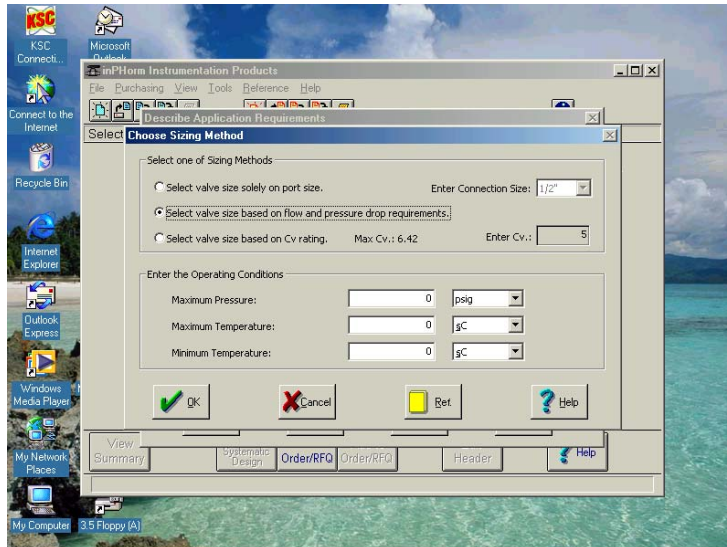 KSC
KSC
Connecti...
Microsoft
Outlook
Connect to the
Internet
Recycle Bin
Internet
Explorer
Outlook
Express
Windows
Media Player
My Network
Places
My Computer
3.5 Floppy (A)
inPHorm Instrumentation Products
File Purchasing View Tools Reference Help
Describe Application Requirements
Select
Choose Sizing Method
Select one of Sizing Methods
Select valve size solely on port size.
Enter Connection Size:
1/2"
Select valve size based on flow and pressure drop requirements.
Select valve size based on Cv rating.
Max Cv.: 6.42
Enter Cv.:
5
Enter the Operating Conditions
Maximum Pressure:
0
psig
Maximum Temperature:
0
şC
Minimum Temperature:
0
şC
OK
Cancel
Ref.
Help
View
Summary
Systematic
Design
Order/RFQ
Order/RFQ
Header
Help